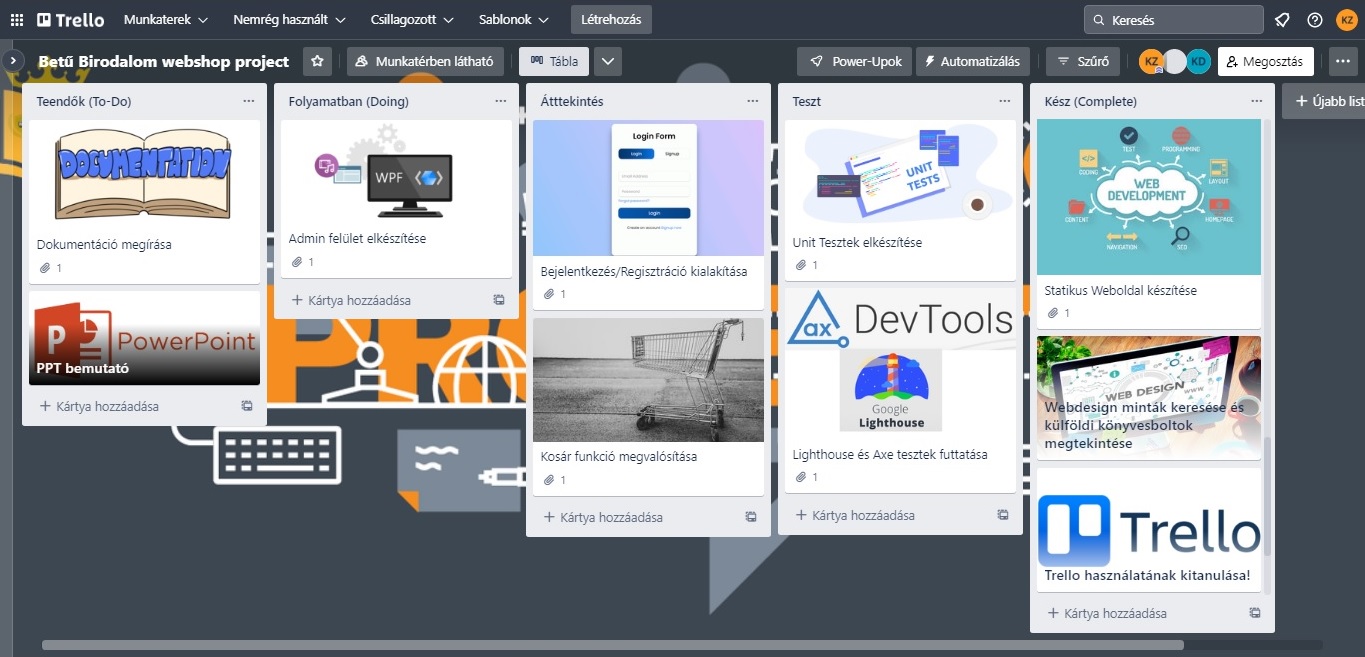 Trello
Munkaterek
Nemrég használt
Csillagozott
Sablonok
Létrehozás
Keresés
KZ
Betű Birodalom webshop project
Munkatérben látható
Tábla
Power-Upok
Automatizálás
Szűrő
KZ
KD
Megosztás
Teendők (To-Do)
DOCUMENTATION
Dokumentáció megírása
1
P
PowerPoint
PPT bemutató
+ Kártya hozzáadása
Folyamatban (Doing)
WPF
Admin felület elkészítése
1
+ Kártya hozzáadása
Átttekintés
Login Form
Login
Signup
Email Address
Password
Forgot password?
Login
Create an account Signup now
Bejelentkezés/Regisztráció kialakítása
1
Kosár funkció megvalósítása
1
+ Kártya hozzáadása
Teszt
UNIT
TESTS
Unit Tesztek elkészítése
1
ax DevTools
Google
Lighthouse
Lighthouse és Axe tesztek futtatása
1
+ Kártya hozzáadása
Kész (Complete)
TEST
PROGRAMMING
CODING
LAYOUT
WEB
DEVELOPMENT
CONTENT
HOMEPAGE
NAVIGATION
SEO
Statikus Weboldal készítése
1
WEB DESIGN
WWW
Webdesign minták keresése és
külföldi könyvesboltok
megtekintése
Trello
Trello használatának kitanulása!
+ Kártya hozzáadása
+ Újabb list